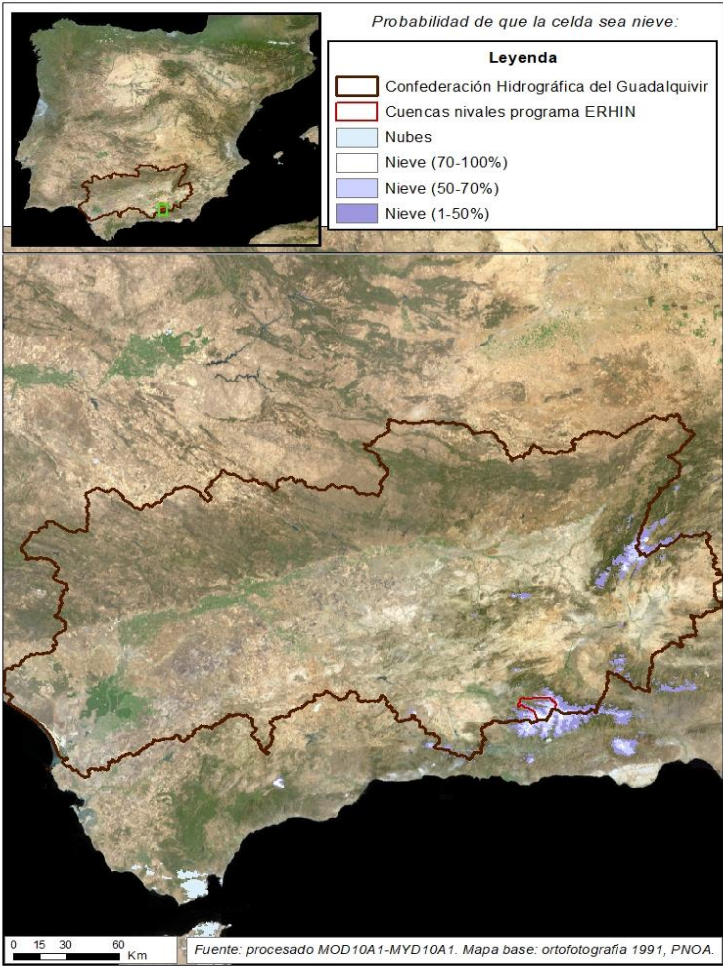 Probabilidad de que la celda sea nieve:
Leyenda
Confederación Hidrográfica del Guadalquivir
Cuencas nivales programa ERHIN
Nubes
Nieve (70-100%)
Nieve (50-70%)
Nieve (1-50%)
0 15 30 60
Km
Fuente: procesado MOD10A1-MYD10A1. Mapa base: ortofotografía 1991, PNOA.